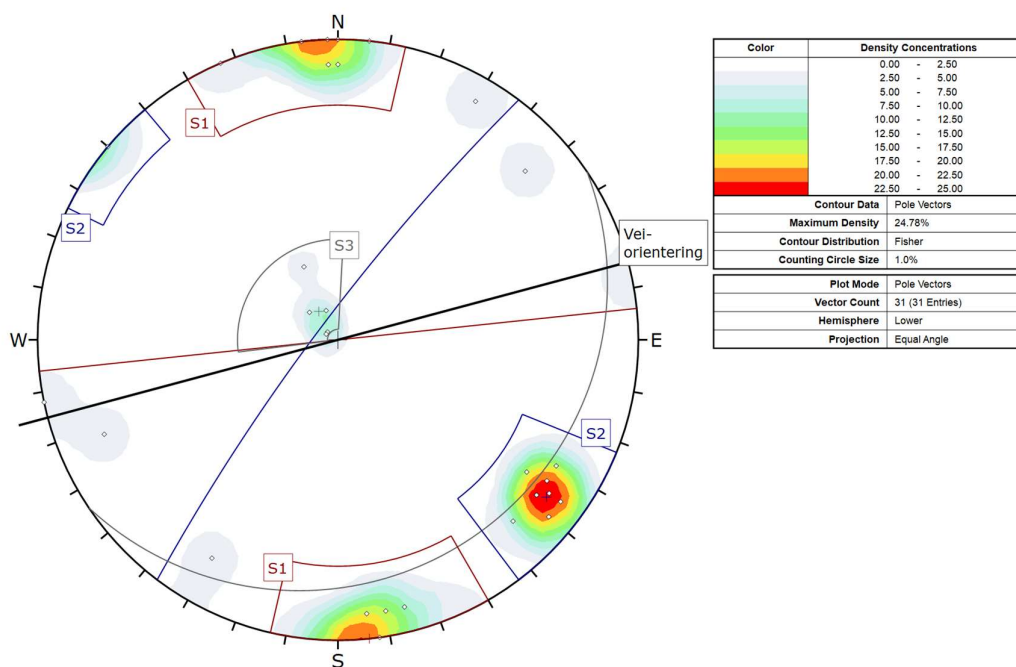 N
S1
S2
S3
Vei-
orientering
W
E
S2
S1
S
Color Density Concentrations
0.00 - 2.50
2.50 - 5.00
5.00 - 7.50
7.50 - 10.00
10.00 - 12.50
12.50 - 15.00
15.00 - 17.50
17.50 - 20.00
20.00 - 22.50
22.50 - 25.00
Contour Data Pole Vectors
Maximum Density 24.78%
Contour Distribution Fisher
Counting Circle Size 1.0%
Plot Mode Pole Vectors
Vector Count 31 (31 Entries)
Hemisphere Lower
Projection Equal Angle